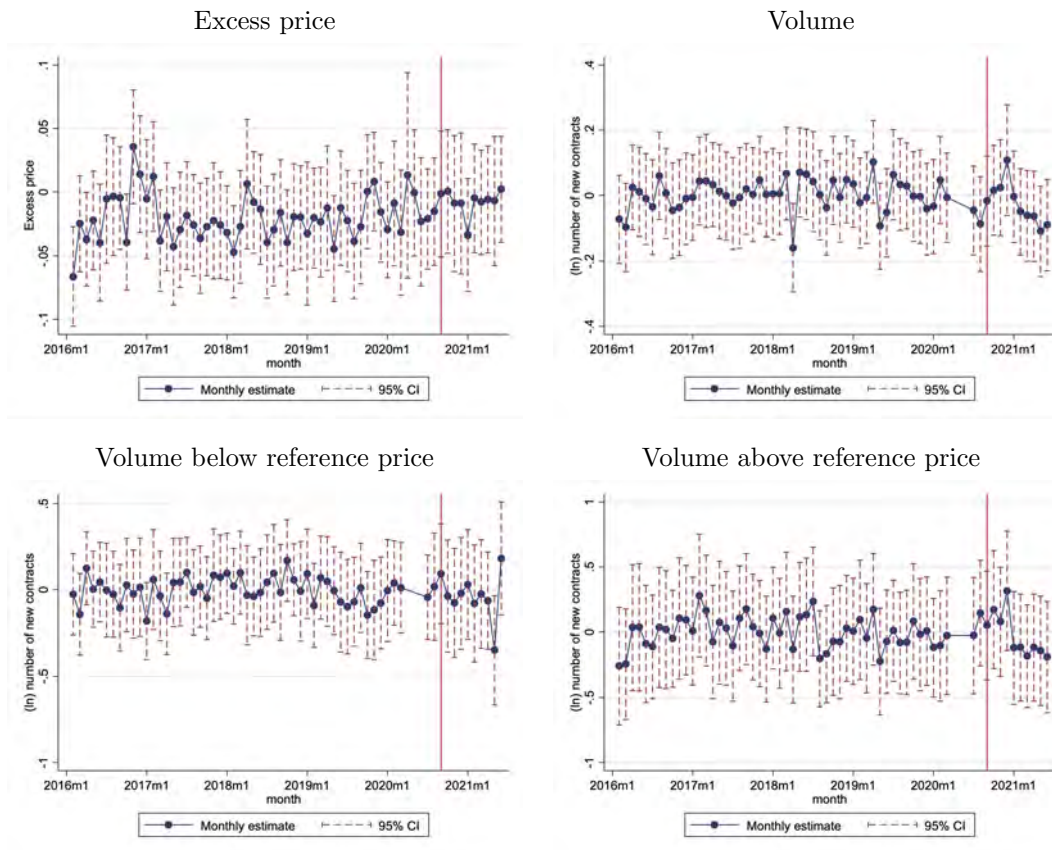 Excess price
Volume
.1
.05
0
-.05
-.1
Excess price
2016m1 2017m1 2018m1 2019m1 2020m1 2021m1
month
Monthly estimate 95% CI
.4
.2
0
-.2
-.4
(ln) number of new contracts
2016m1 2017m1 2018m1 2019m1 2020m1 2021m1
month
Monthly estimate 95% CI
Volume below reference price
Volume above reference price
.5
0
-.5
-1
(ln) number of new contracts
2016m1 2017m1 2018m1 2019m1 2020m1 2021m1
month
Monthly estimate 95% CI
1
.5
0
-.5
-1
(ln) number of new contracts
2016m1 2017m1 2018m1 2019m1 2020m1 2021m1
month
Monthly estimate 95% CI